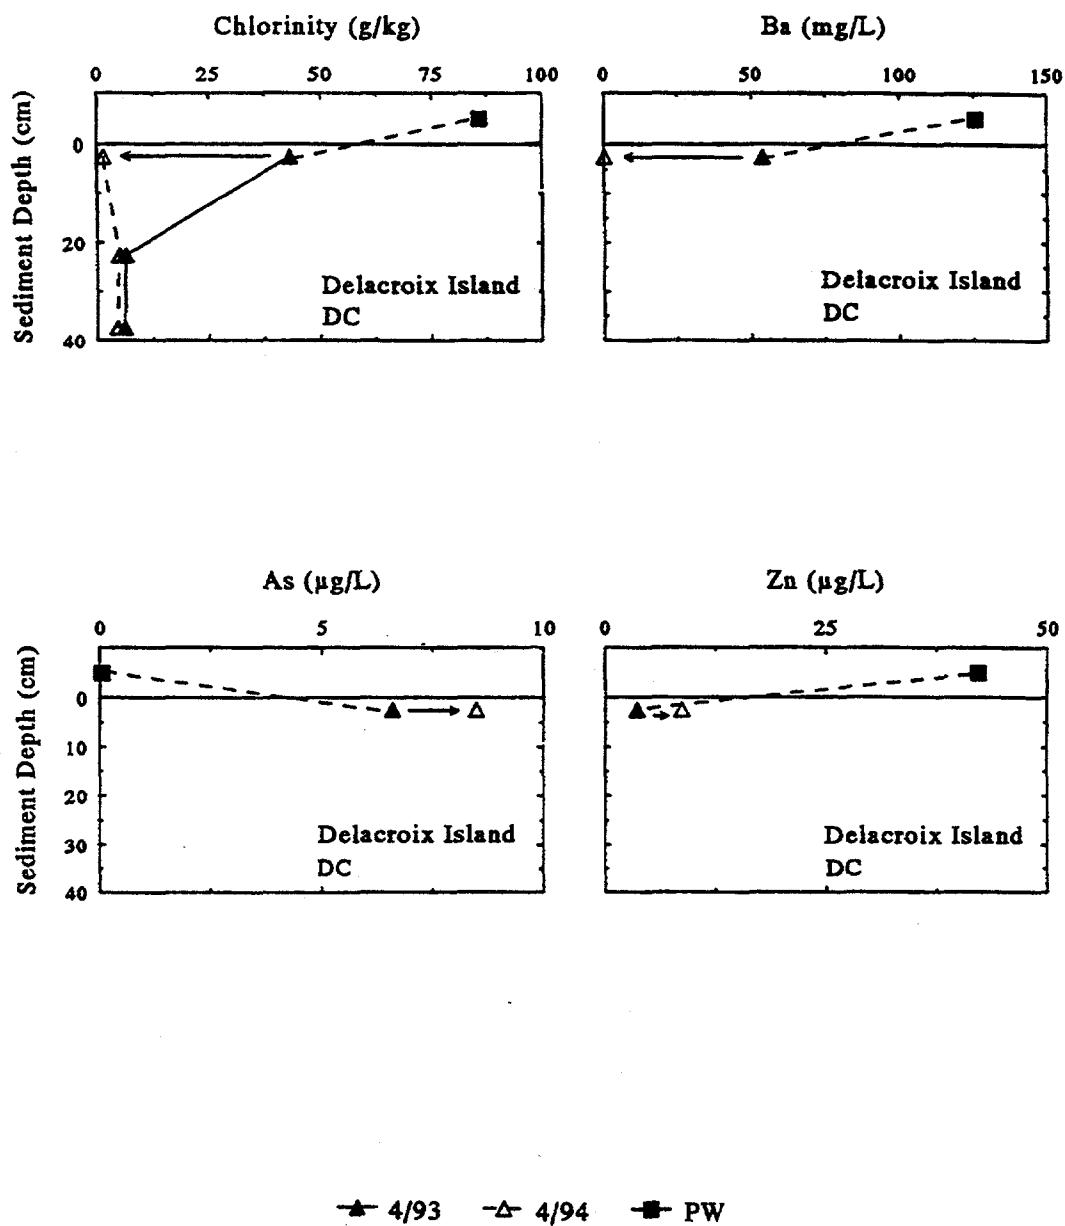 Chlorinity (g/kg)
0 25 50 75 100
Sediment Depth (cm)
0
20
40
Delacroix Island
DC
Ba (mg/L)
0 50 100 150
Delacroix Island
DC
As (µg/L)
0 5 10
Sediment Depth (cm)
0
10
20
30
40
Delacroix Island
DC
Zn (µg/L)
0 25 50
Delacroix Island
DC
4/93 4/94 PW